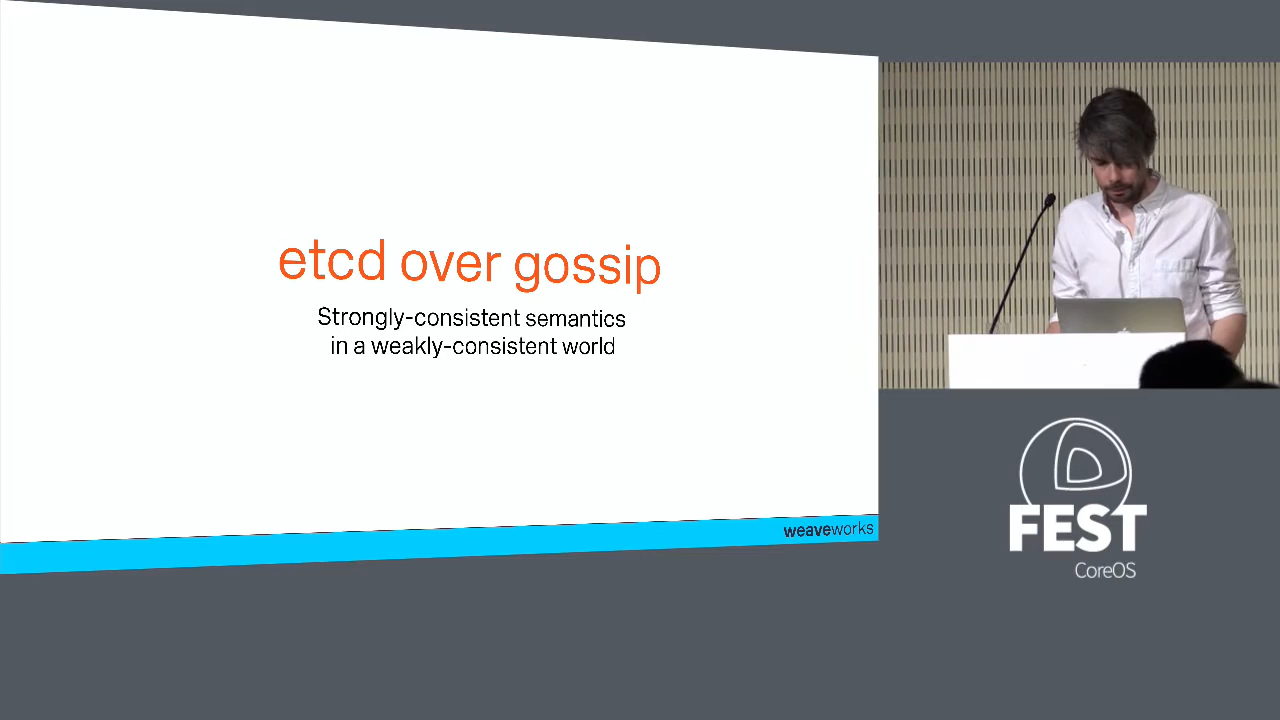 etcd over gossip
Strongly-consistent semantics
in a weakly-consistent world
weaveworks
FEST
CoreOS